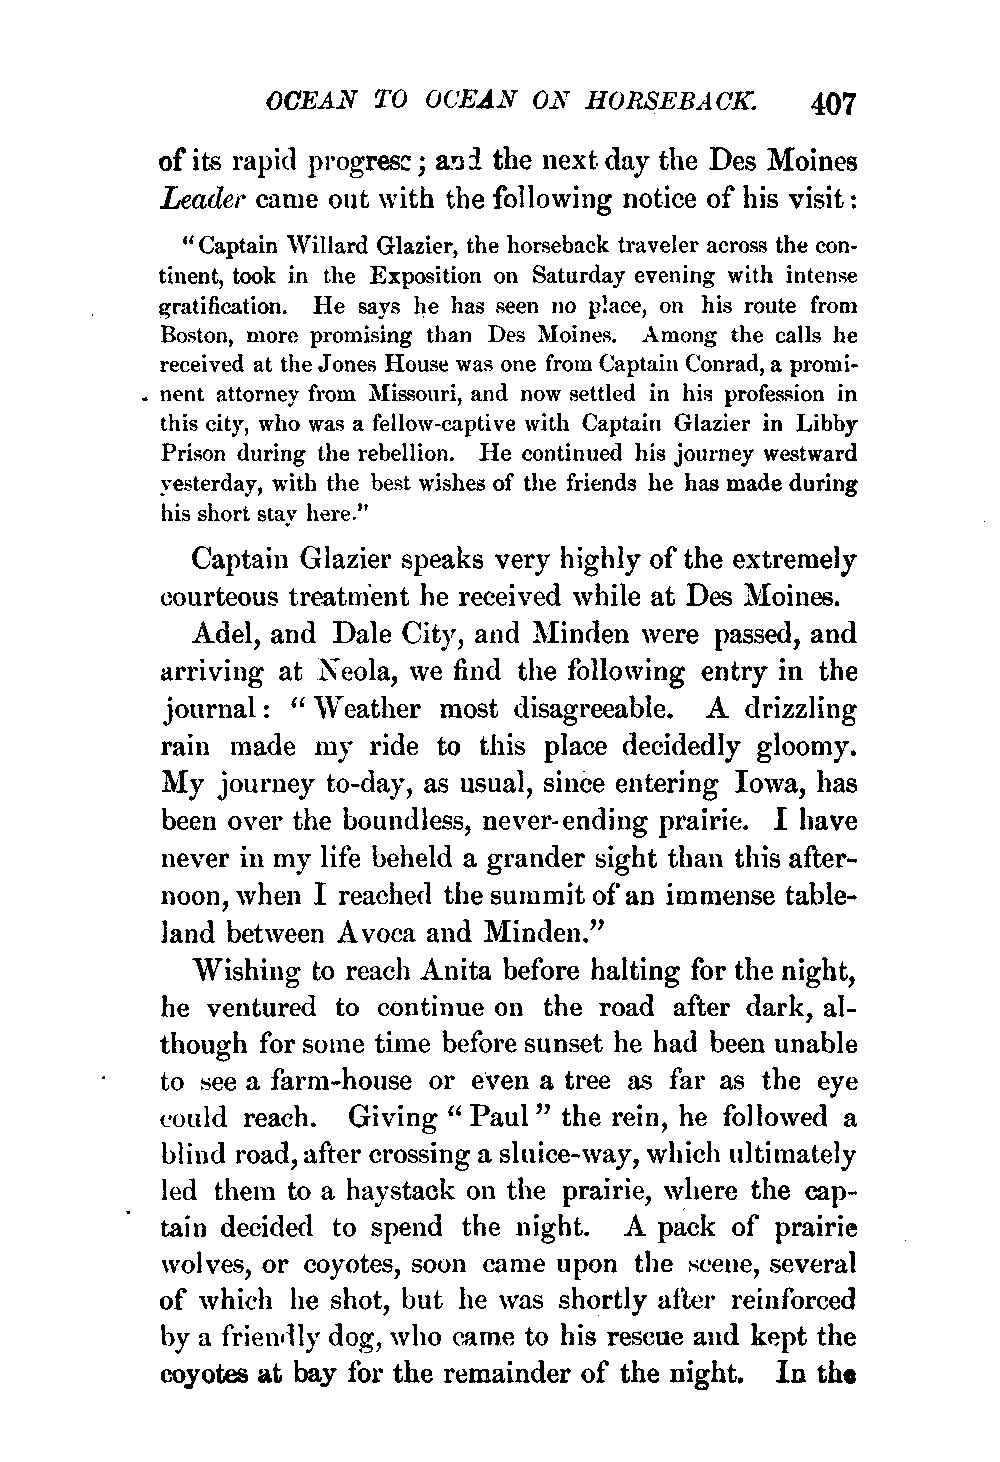 OCEAN TO OCEAN ON HORSEBACK. 407
of its rapid progress; and the next day the Des Moines
Leader came out with the following notice of his visit:
"Captain Willard Glazier, the horseback traveler across the con-
tinent, took in the Exposition on Saturday evening with intense
gratification. He says he has seen no place, on his route from
Boston, more promising than Des Moines. Among the calls he
received at the Jones House was one from Captain Conrad, a promi-
nent attorney from Missouri, and now settled in his profession in
this city, who was a fellow-captive with Captain Glazier in Libby
Prison during the rebellion. He continued his journey westward
yesterday, with the best wishes of the friends he has made during
his short stay here."
Captain Glazier speaks very highly of the extremely
courteous treatment he received while at Des Moines.
Adel, and Dale City, and Minden were passed, and
arriving at Neola, we find the following entry in the
journal: "Weather most disagreeable. A drizzling
rain made my ride to this place decidedly gloomy.
My journey to-day, as usual, since entering Iowa, has
been over the boundless, never-ending prairie. I have
never in my life beheld a grander sight than this after-
noon, when I reached the summit of an immense table-
land between Avoca and Minden."
Wishing to reach Anita before halting for the night,
he ventured to continue on the road after dark, al-
though for some time before sunset he had been unable
to see a farm-house or even a tree as far as the eye
could reach. Giving "Paul" the rein, he followed a
blind road, after crossing a sluice-way, which ultimately
led them to a haystack on the prairie, where the cap-
tain decided to spend the night. A pack of prairie
wolves, or coyotes, soon came upon the scene, several
of which he shot, but he was shortly after reinforced
by a friendly dog, who came to his rescue and kept the
coyotes at bay for the remainder of the night. In the